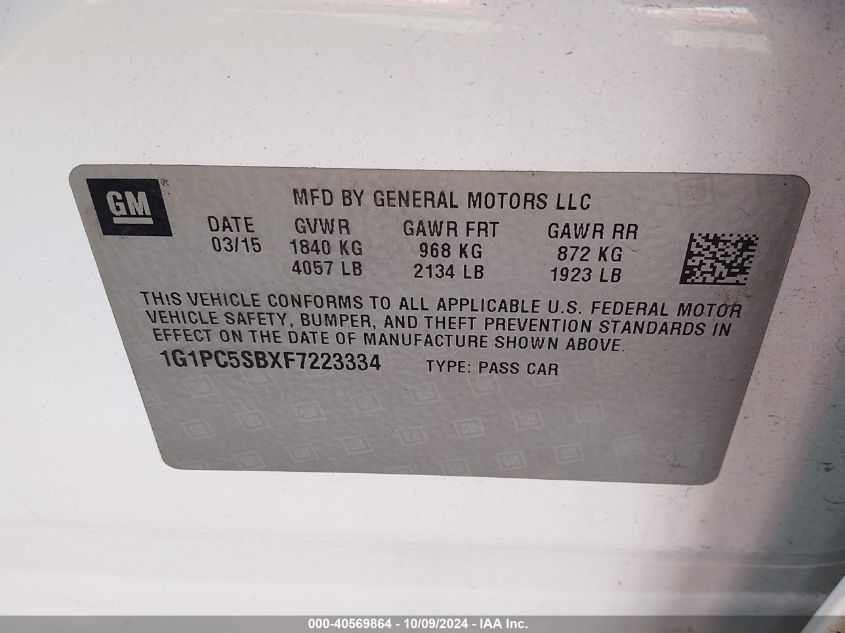 GM®
MFD BY GENERAL MOTORS LLC
DATE GVWR GAWR FRT GAWR RR
03/15 1840 KG 968 KG 872 KG
4057 LB 2134 LB 1923 LB
THIS VEHICLE CONFORMS TO ALL APPLICABLE U.S. FEDERAL MOTOR
VEHICLE SAFETY, BUMPER, AND THEFT PREVENTION STANDARDS IN
EFFECT ON THE DATE OF MANUFACTURE SHOWN ABOVE.
1G1PC5SBXF7223334 TYPE: PASS CAR
000-40569864 - 10/09/2024 - IAA Inc.